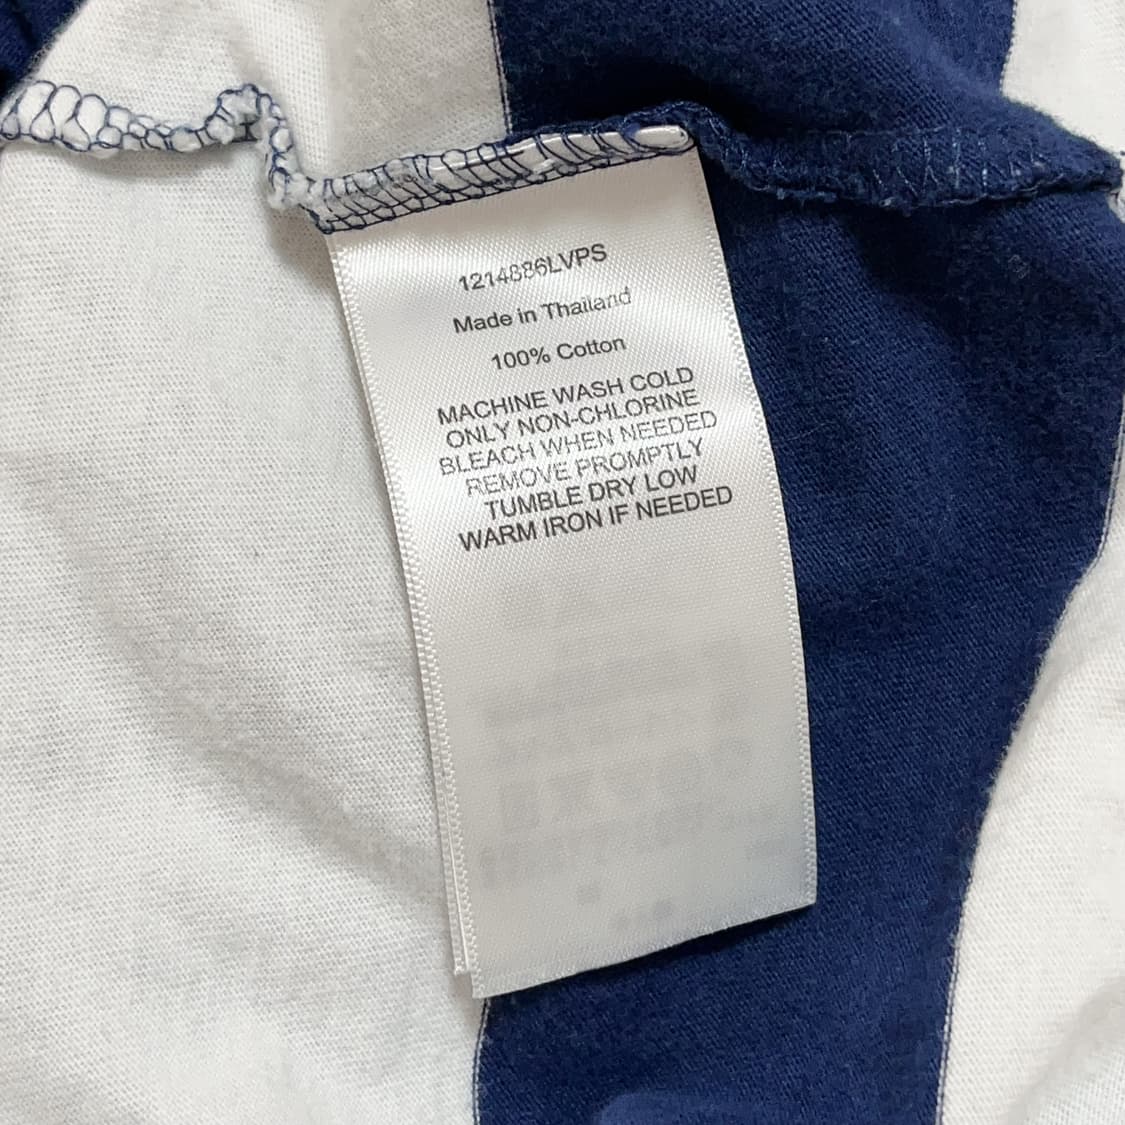 1214886LVPS
Made in Thailand
100% Cotton
MACHINE WASH COLD
ONLY NON-CHLORINE
BLEACH WHEN NEEDED
REMOVE PROMPTLY
TUMBLE DRY LOW
WARM IRON IF NEEDED